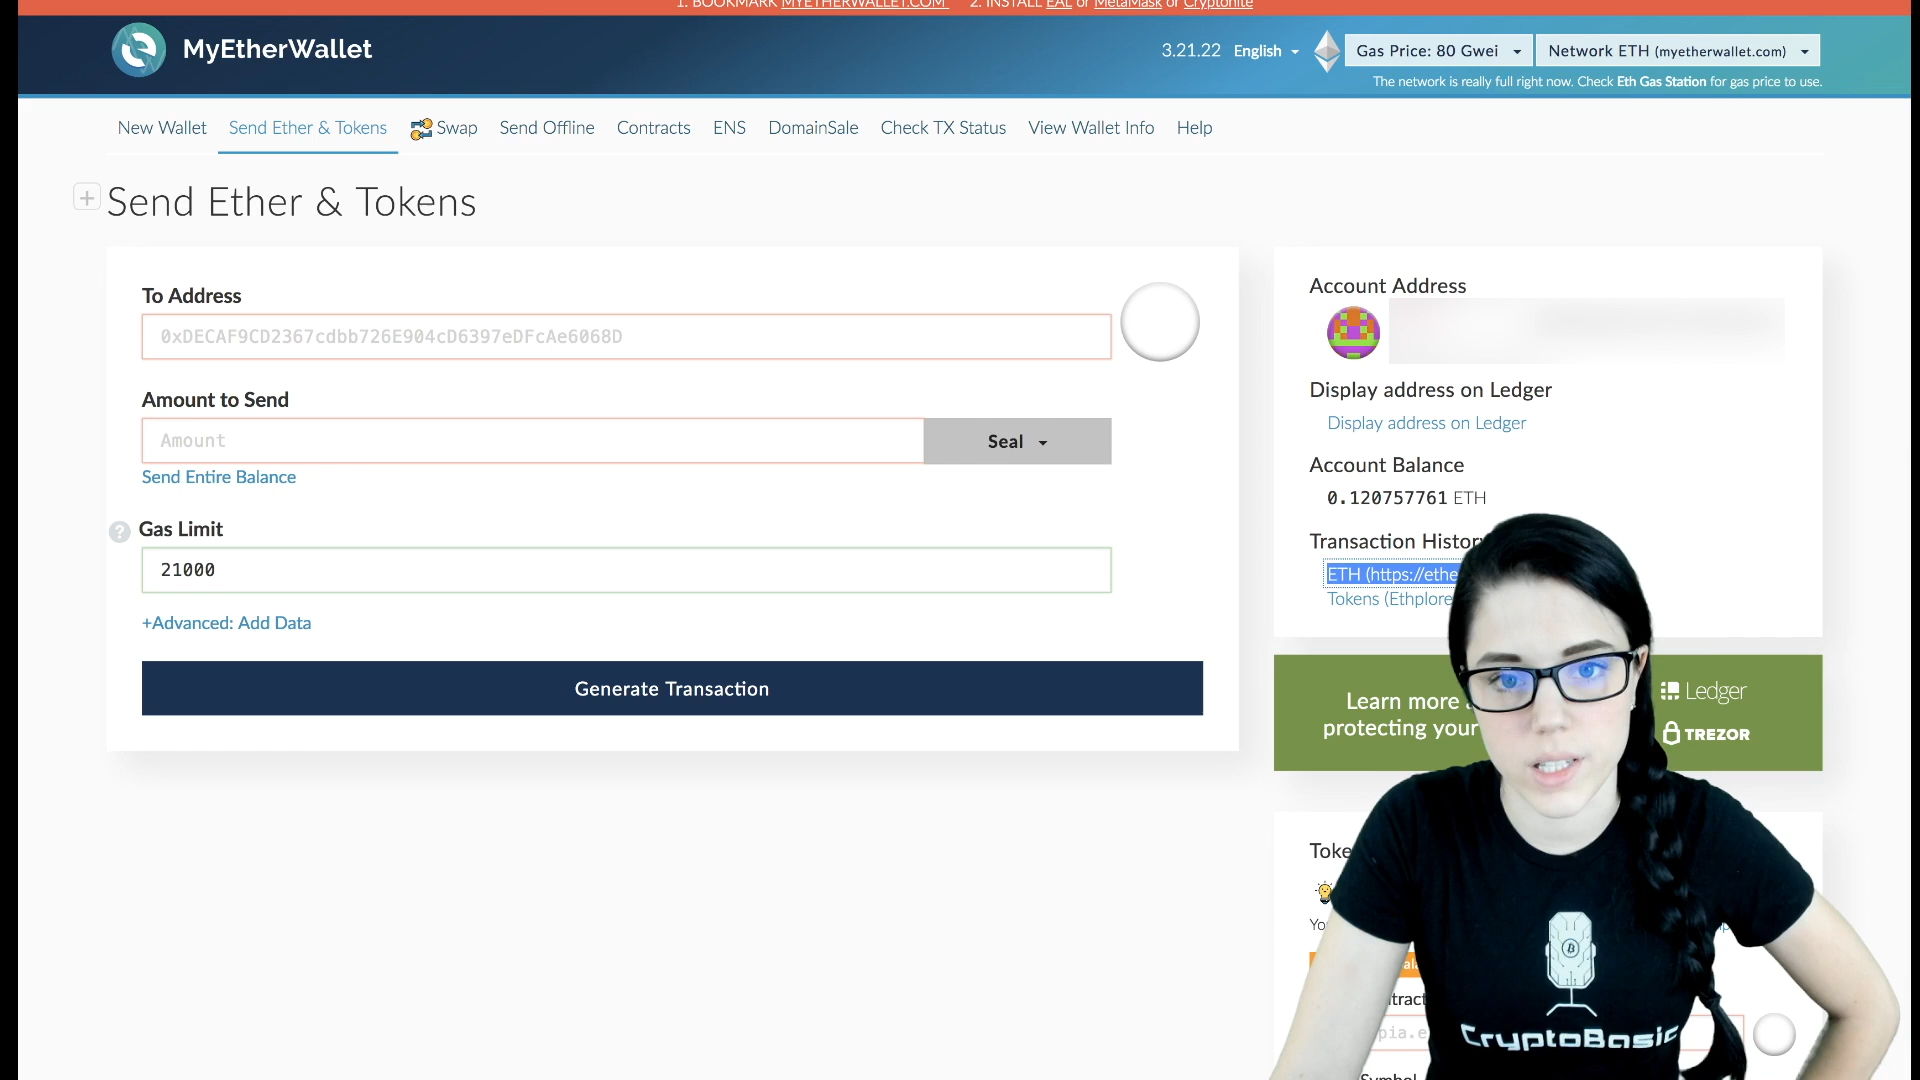 1. BOOKMARK MYETHERWALLET.COM 2. INSTALL EAL or MetaMask or Cryptonite
MyEtherWallet
3.21.22 English Gas Price: 80 Gwei Network ETH (myetherwallet.com)
The network is really full right now. Check Eth Gas Station for gas price to use.
New Wallet Send Ether & Tokens Swap Send Offline Contracts ENS DomainSale Check TX Status View Wallet Info Help
+ Send Ether & Tokens
To Address
0xDECAF9CD2367cdbb726E904cD6397eDFcAe6068D
Amount to Send
Amount Seal
Send Entire Balance
? Gas Limit
21000
+Advanced: Add Data
Generate Transaction
Account Address
Display address on Ledger
Display address on Ledger
Account Balance
0.120757761 ETH
Transaction History
ETH (https://ethe
Tokens (Ethplore
Learn more
protecting your
Ledger
TREZOR
Toke
Yo
tract
pia.e
Symbol
CryptoBasic